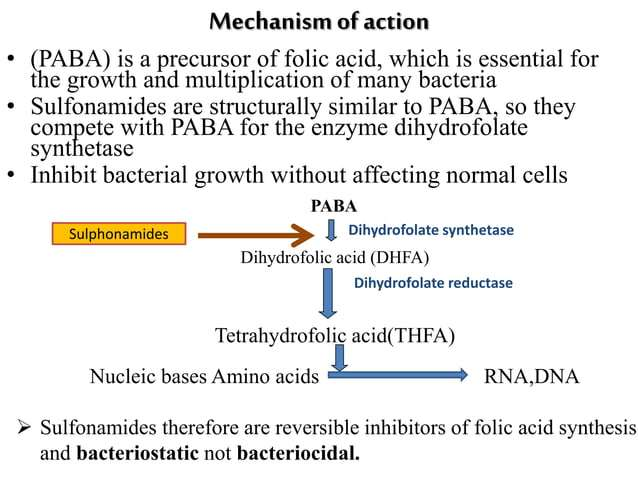 Mechanism of action
• (PABA) is a precursor of folic acid, which is essential for
the growth and multiplication of many bacteria
• Sulfonamides are structurally similar to PABA, so they
compete with PABA for the enzyme dihydrofolate
synthetase
• Inhibit bacterial growth without affecting normal cells
PABA
Sulphonamides
Dihydrofolate synthetase
Dihydrofolic acid (DHFA)
Dihydrofolate reductase
Tetrahydrofolic acid(THFA)
Nucleic bases Amino acids
RNA,DNA
➢ Sulfonamides therefore are reversible inhibitors of folic acid synthesis
and bacteriostatic not bacteriocidal.